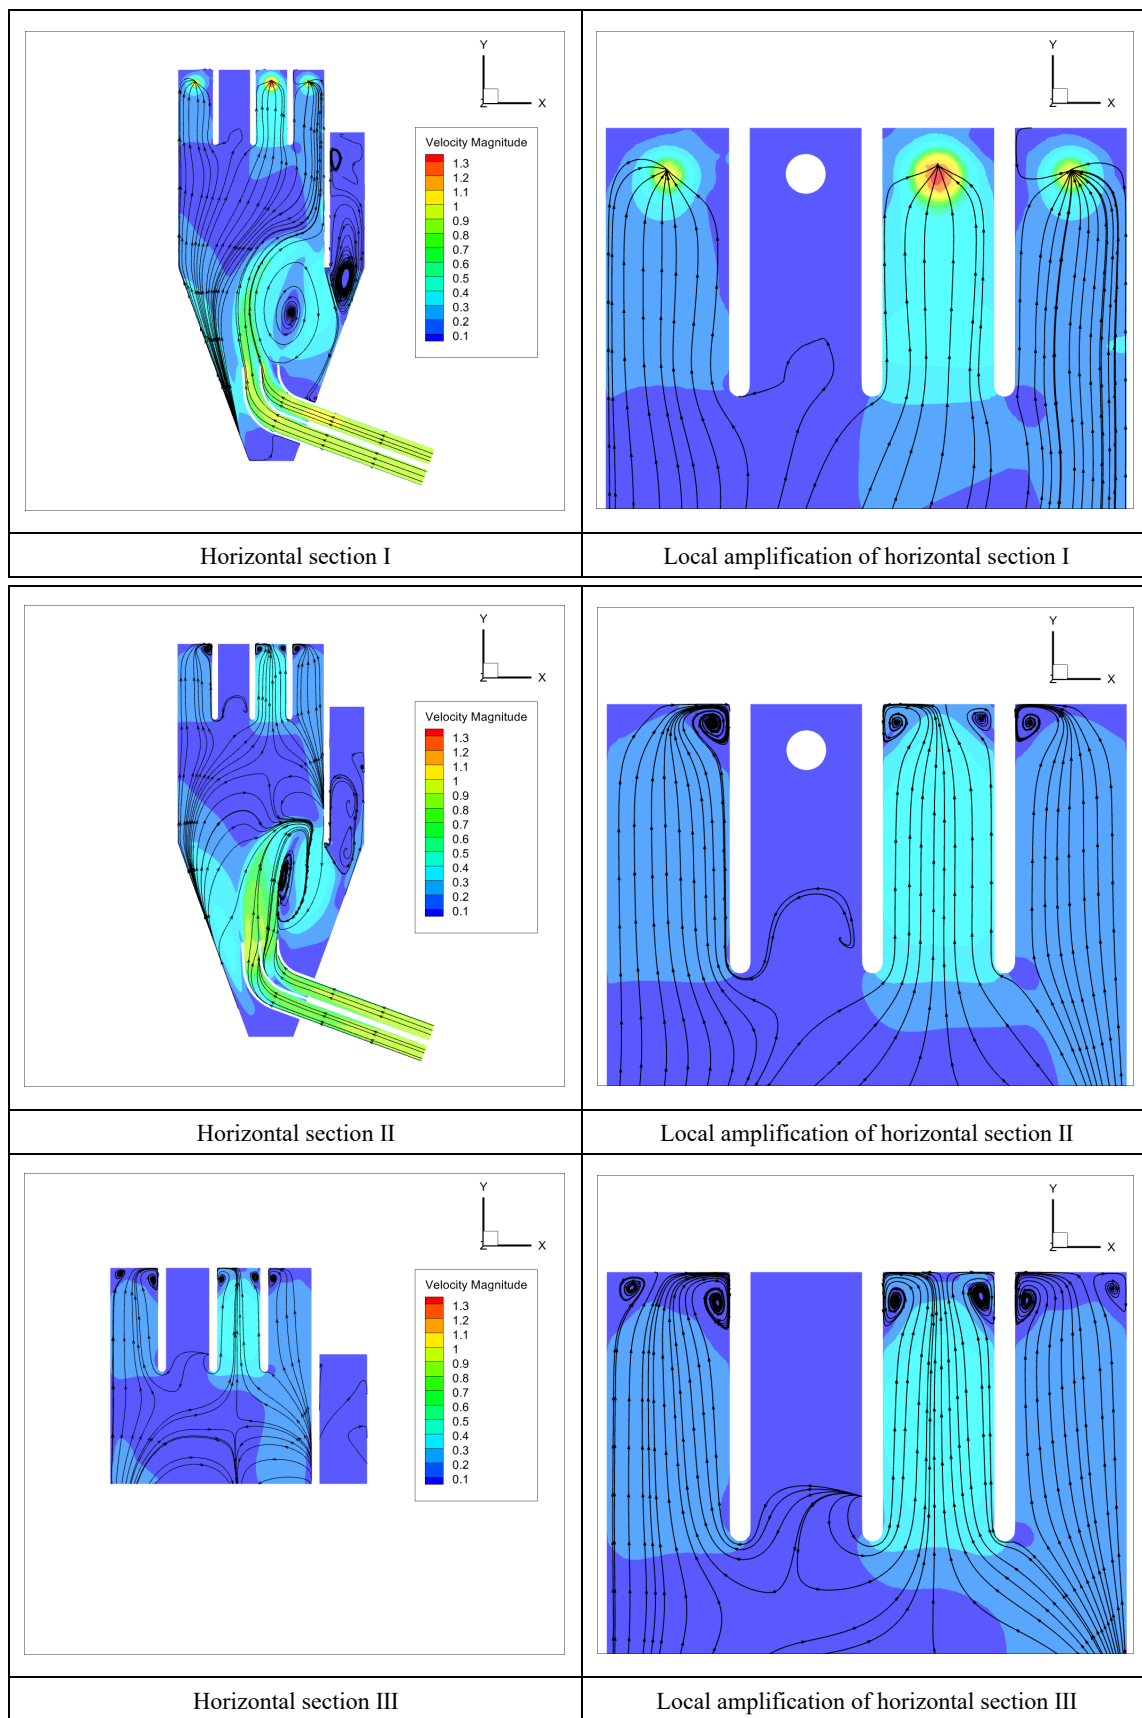 Y
Z
X
Velocity Magnitude
1.3
1.2
1.1
1
0.9
0.8
0.7
0.6
0.5
0.4
0.3
0.2
0.1
Y
Z
X
Horizontal section I
Local amplification of horizontal section I
Y
Z
X
Velocity Magnitude
1.3
1.2
1.1
1
0.9
0.8
0.7
0.6
0.5
0.4
0.3
0.2
0.1
Y
Z
X
Horizontal section II
Local amplification of horizontal section II
Y
Z
X
Velocity Magnitude
1.3
1.2
1.1
1
0.9
0.8
0.7
0.6
0.5
0.4
0.3
0.2
0.1
Y
Z
X
Horizontal section III
Local amplification of horizontal section III